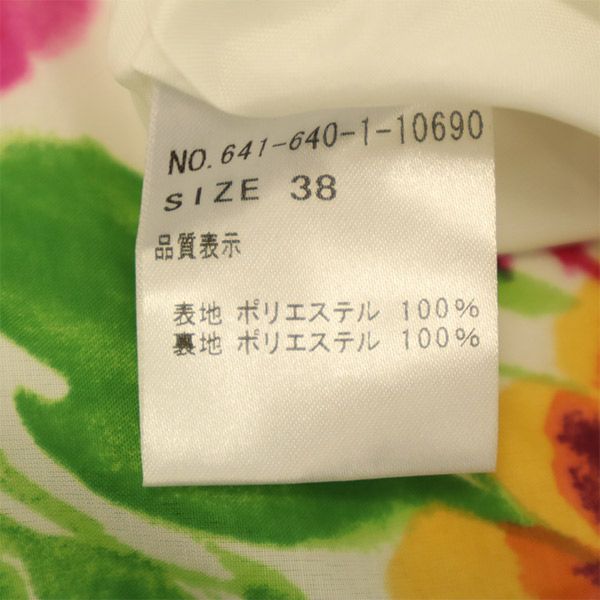 NO. 641-640-1-10690
SIZE 38
品質表示
表地 ポリエステル 100%
裏地 ポリエステル 100%